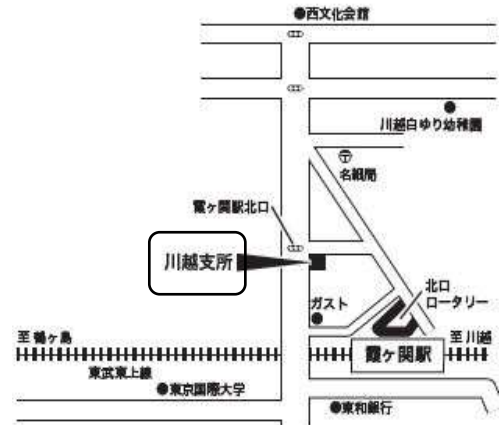 ●西文化会館
川越白ゆり幼稚園
名細局
霞ヶ関駅北口
川越支所
北口
ロータリー
ガスト
至鶴ヶ島
至川越
霞ヶ関駅
東武東上線
●東京国際大学
●東和銀行